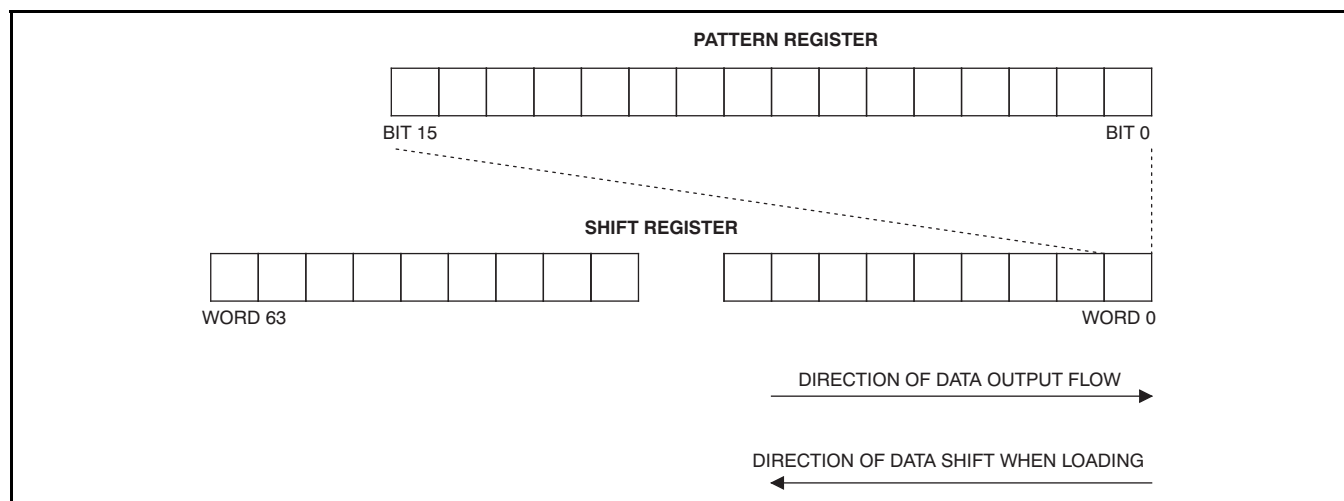 PATTERN REGISTER
BIT 15
BIT 0
SHIFT REGISTER
WORD 63
WORD 0
DIRECTION OF DATA OUTPUT FLOW
DIRECTION OF DATA SHIFT WHEN LOADING